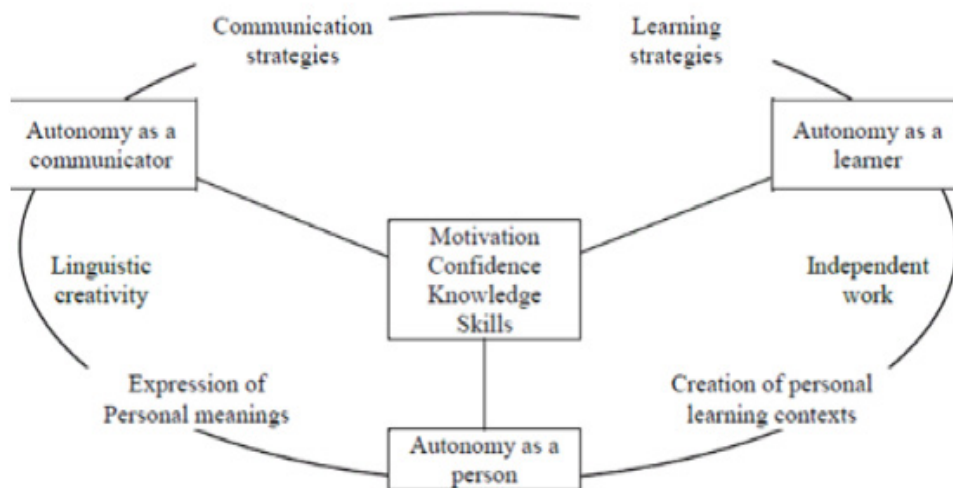 Communication
strategies
Learning
strategies
Autonomy as a
communicator
Autonomy as a
learner
Motivation
Confidence
Knowledge
Skills
Linguistic
creativity
Independent
work
Expression of
Personal meanings
Creation of personal
learning contexts
Autonomy as a
person